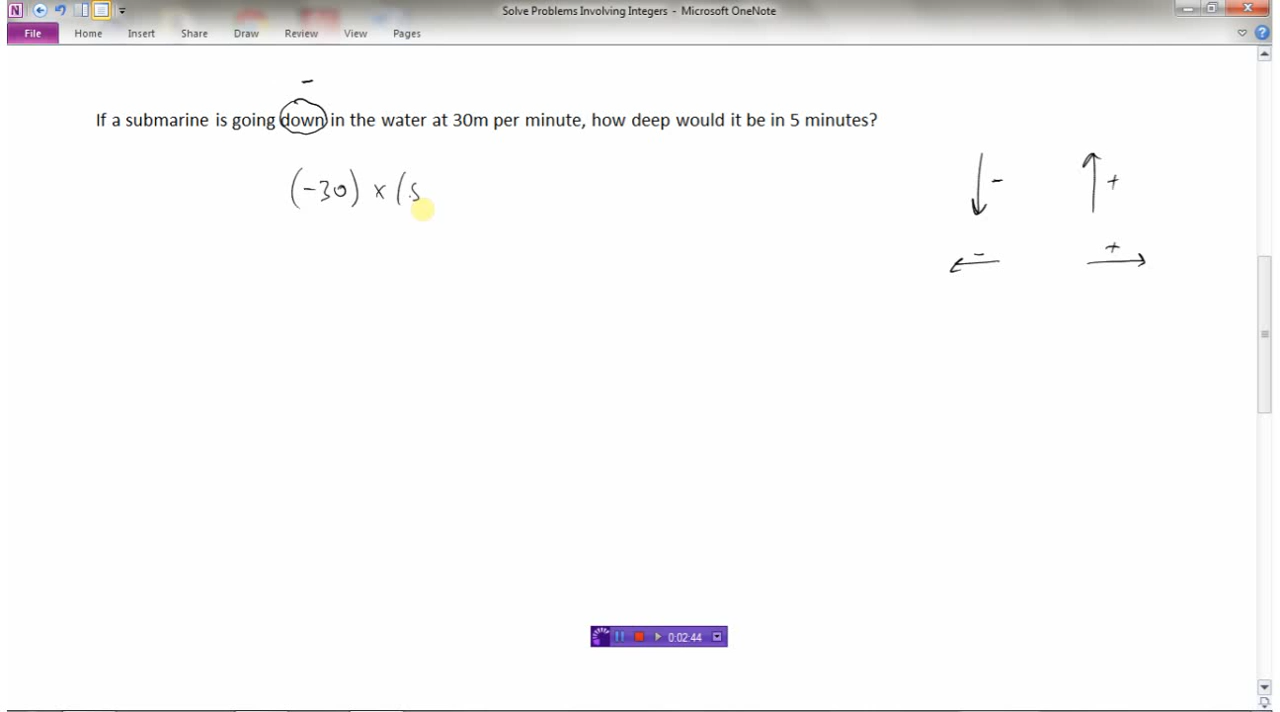 Solve Problems Involving Integers - Microsoft OneNote
File Home Insert Share Draw Review View Pages
-
If a submarine is going down in the water at 30m per minute, how deep would it be in 5 minutes?
(-30) x (5
- +
- +
0:02:44